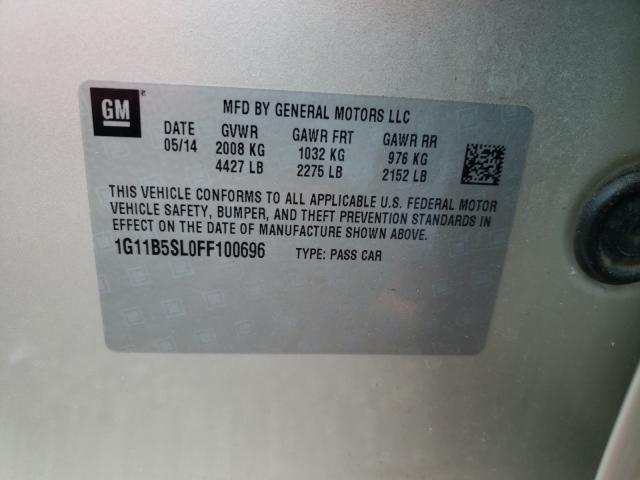 GM
MFD BY GENERAL MOTORS LLC
DATE GVWR GAWR FRT GAWR RR
05/14 2008 KG 1032 KG 976 KG
4427 LB 2275 LB 2152 LB
THIS VEHICLE CONFORMS TO ALL APPLICABLE U.S. FEDERAL MOTOR
VEHICLE SAFETY, BUMPER, AND THEFT PREVENTION STANDARDS IN
EFFECT ON THE DATE OF MANUFACTURE SHOWN ABOVE.
1G11B5SL0FF100696 TYPE: PASS CAR